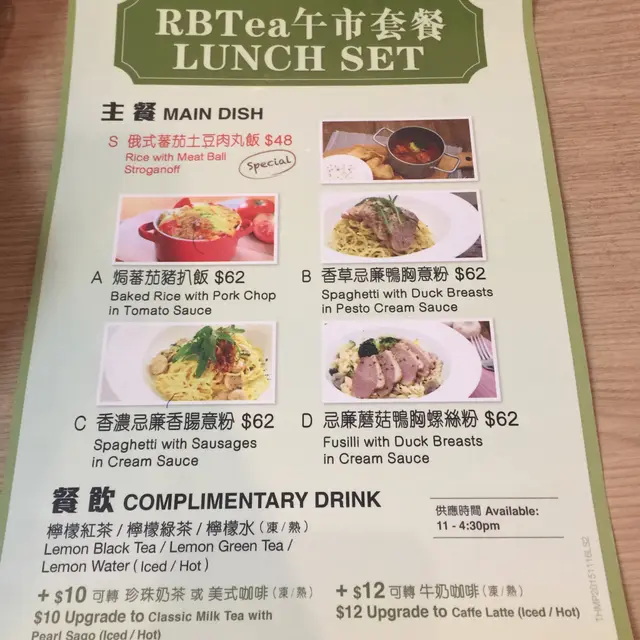 RBTea午市套餐
LUNCH SET
主餐 MAIN DISH
S 俄式蕃茄土豆肉丸飯 $48
Rice with Meat Ball
Stroganoff
Special
A 焗蕃茄豬扒飯 $62
Baked Rice with Pork Chop
in Tomato Sauce
B 香草忌廉鴨胸意粉 $62
Spaghetti with Duck Breasts
in Pesto Cream Sauce
C 香濃忌廉香腸意粉 $62
Spaghetti with Sausages
in Cream Sauce
D 忌廉蘑菇鴨胸螺絲粉 $62
Fusilli with Duck Breasts
in Cream Sauce
餐飲 COMPLIMENTARY DRINK
檸檬紅茶 / 檸檬綠茶 / 檸檬水 (凍/熱)
Lemon Black Tea / Lemon Green Tea /
Lemon Water ( Iced / Hot )
供應時間 Available:
11 - 4:30pm
+ $10 可轉 珍珠奶茶 或 美式咖啡 (凍/熱)
$10 Upgrade to Classic Milk Tea with
Pearl Sago (Iced / Hot)
+ $12 可轉 牛奶咖啡 (凍/熱)
$12 Upgrade to Caffe Latte (Iced / Hot)
THMP20151116LS2